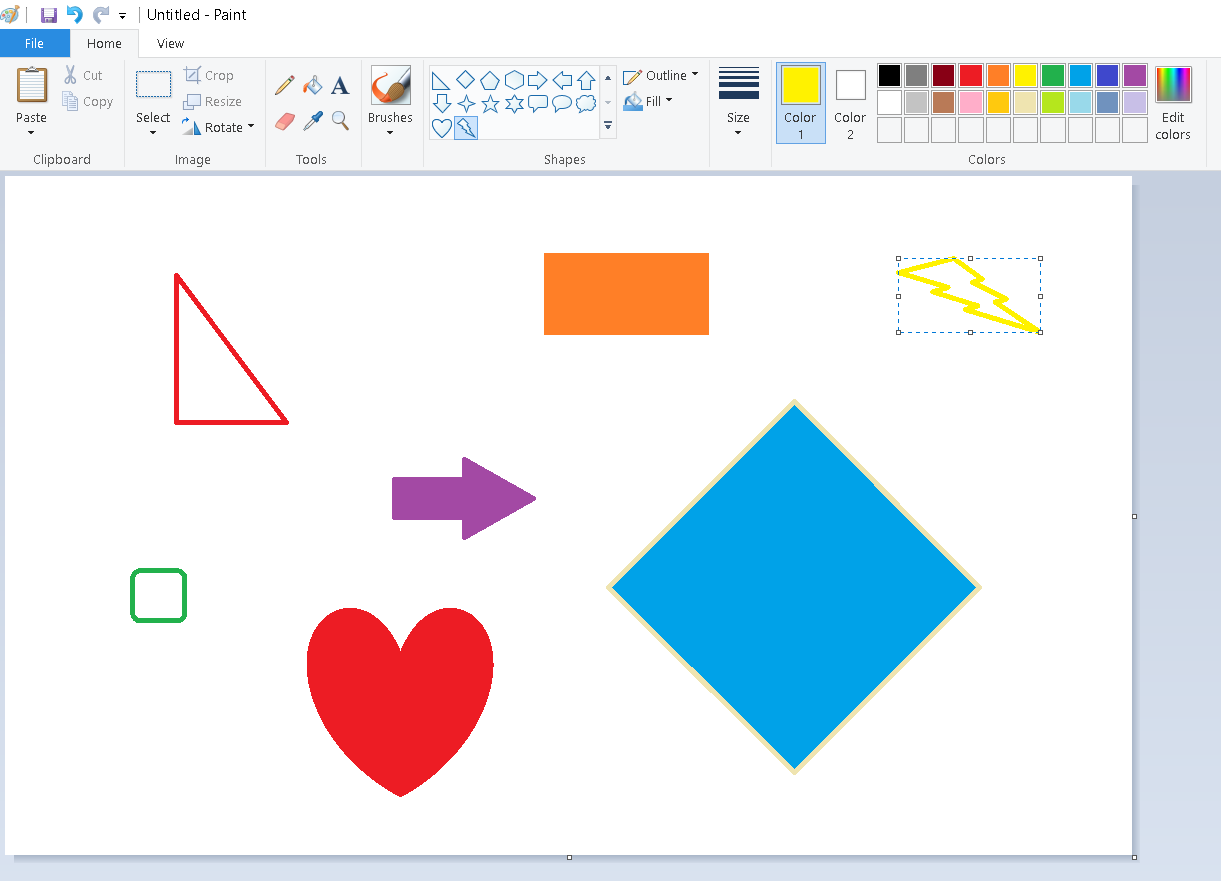 Untitled - Paint
File Home View
Paste
Cut
Copy
Clipboard
Select
Crop
Resize
Rotate
Image
A
Tools
Brushes
Outline
Fill
Shapes
Size
Color
1
Color
2
Edit
colors
Colors